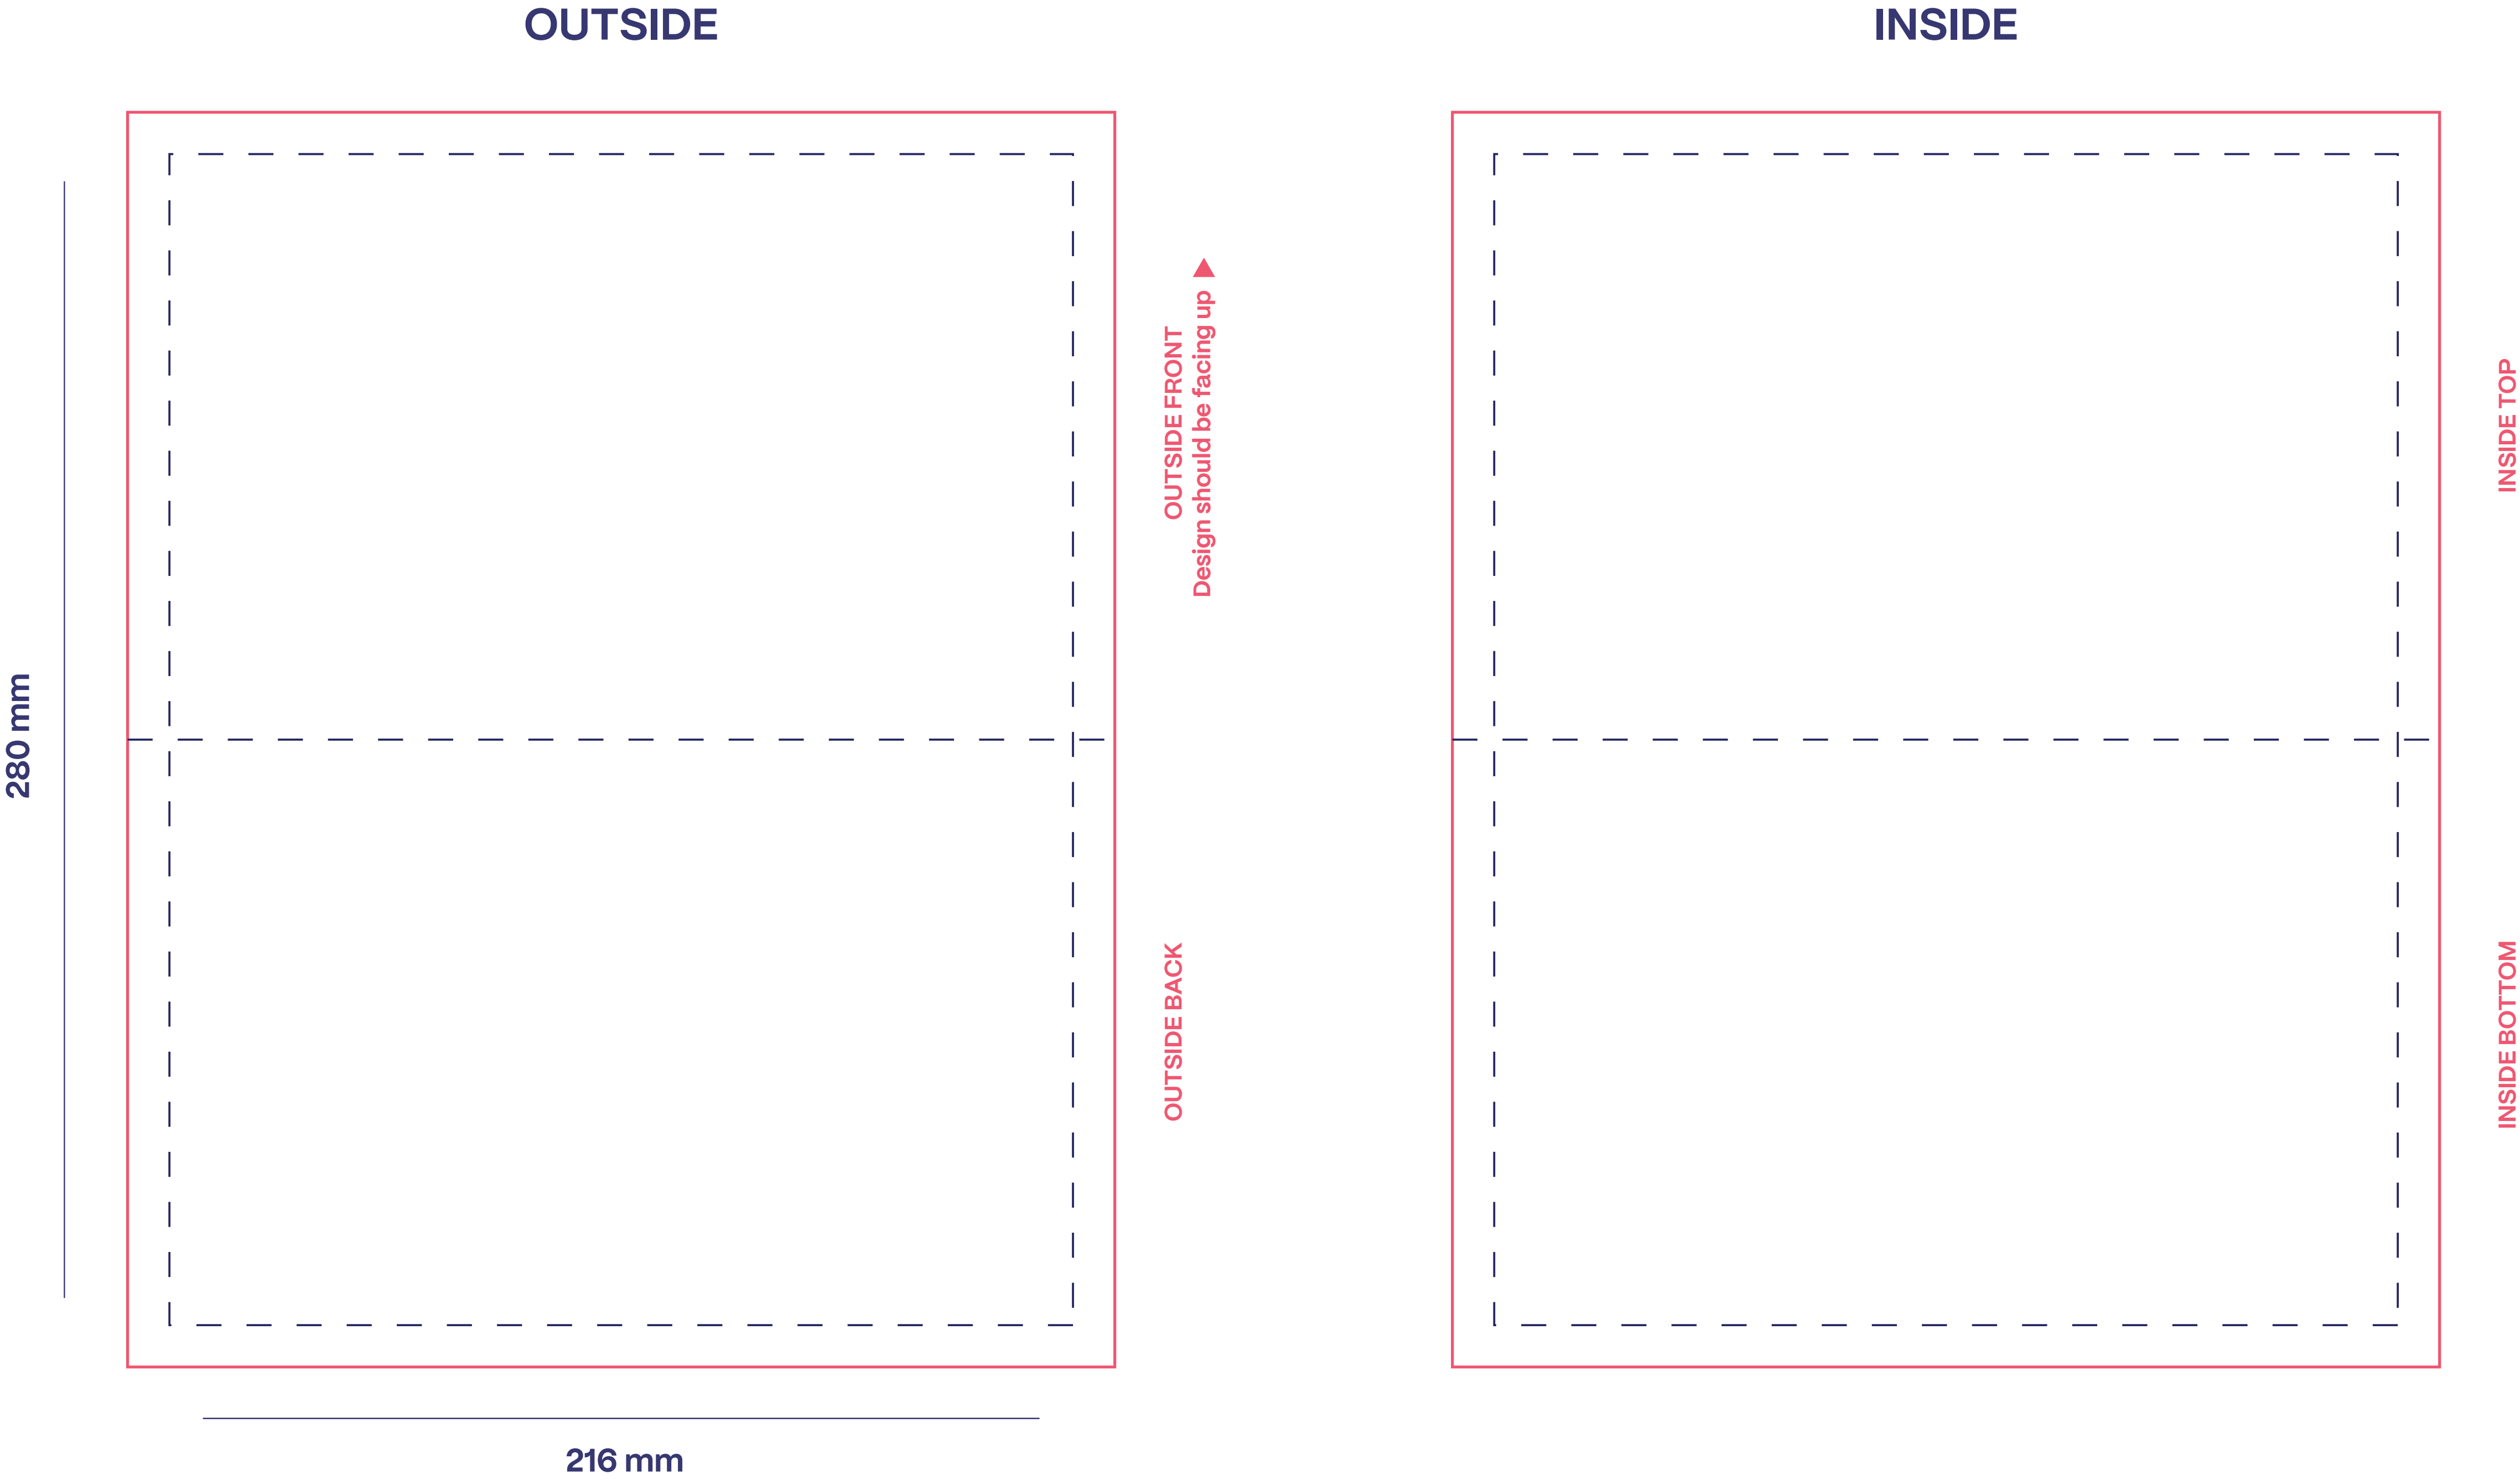 OUTSIDE
INSIDE
OUTSIDE FRONT
Design should be facing up
INSIDE TOP
280 mm
OUTSIDE BACK
INSIDE BOTTOM
216 mm